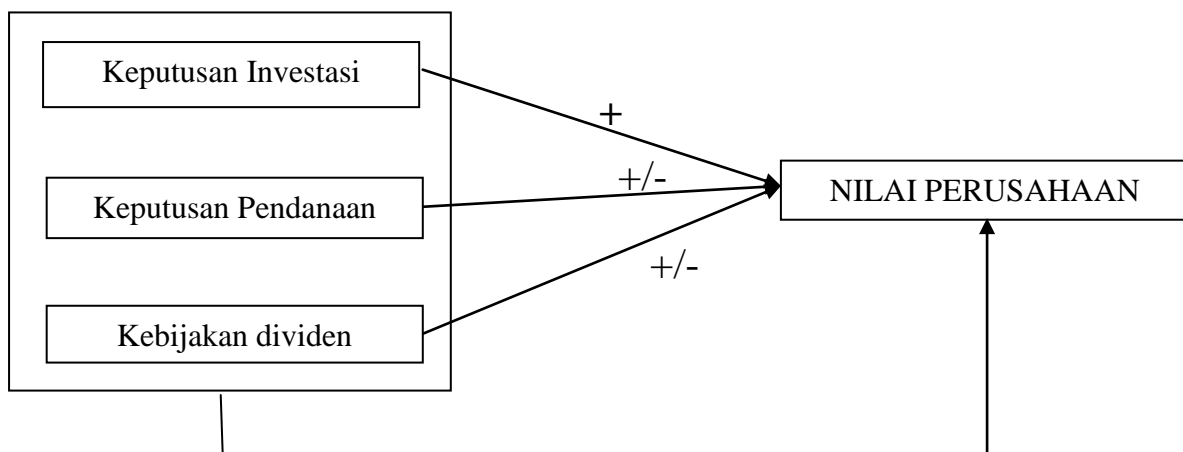 Keputusan Investasi
+
+/-
NILAI PERUSAHAAN
Keputusan Pendanaan
+/-
Kebijakan dividen